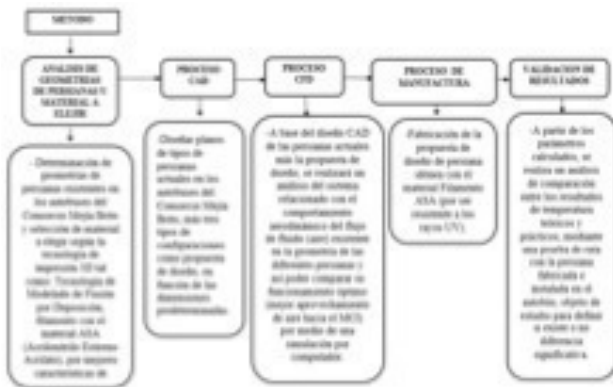 METODO
ANALISIS DE
GEOMETRIAS
DE PERSIANAS Y
MATERIAL A
ELEGIR
PROCESO
CAD
PROCESO
CFD
PROCESO DE
MANUFACTURA
VALIDACION DE
RESULTADOS
- Determinación de
geometrías de
persianas existentes en
los autobuses del
Consorcio Mejía Brito
y selección de material
a elegir según la
tecnología de
impresión 3D tal
como: Tecnología de
Modelado de Fusión
por Deposición,
filamento con el
material ASA
(Acrilonitrilo Estireno
Acrilato), por mejores
características de
-Diseñar planos
de tipos de
persianas
actuales en los
autobuses del
Consorcio Mejía
Brito, más tres
tipos de
configuraciones
como propuesta
de diseño, en
función de las
dimensiones
predeterminadas
-A base del diseño CAD
de las persianas actuales
más la propuesta de
diseño, se realizará un
análisis del sistema
relacionado con el
comportamiento
aerodinámico del flujo
de fluido (aire) existente
en la geometría de las
diferentes persianas y
así poder comparar su
funcionamiento óptimo
(mayor aprovechamiento
de aire hacia el MCI)
por medio de una
simulación por
computador.
-Fabricación de la
propuesta de
diseño de persiana
óptima con el
material Filamento
ASA (por ser
resistente a los
rayos UV).
-A partir de los
parámetros
calculados, se
realiza un análisis de
comparación
entre los resultados
de temperatura
teóricos y
prácticos, mediante
una prueba de ruta
con la persiana
fabricada e
instalada en el
autobús, objeto de
estudio para definir
si existe o no
diferencia
significativa.